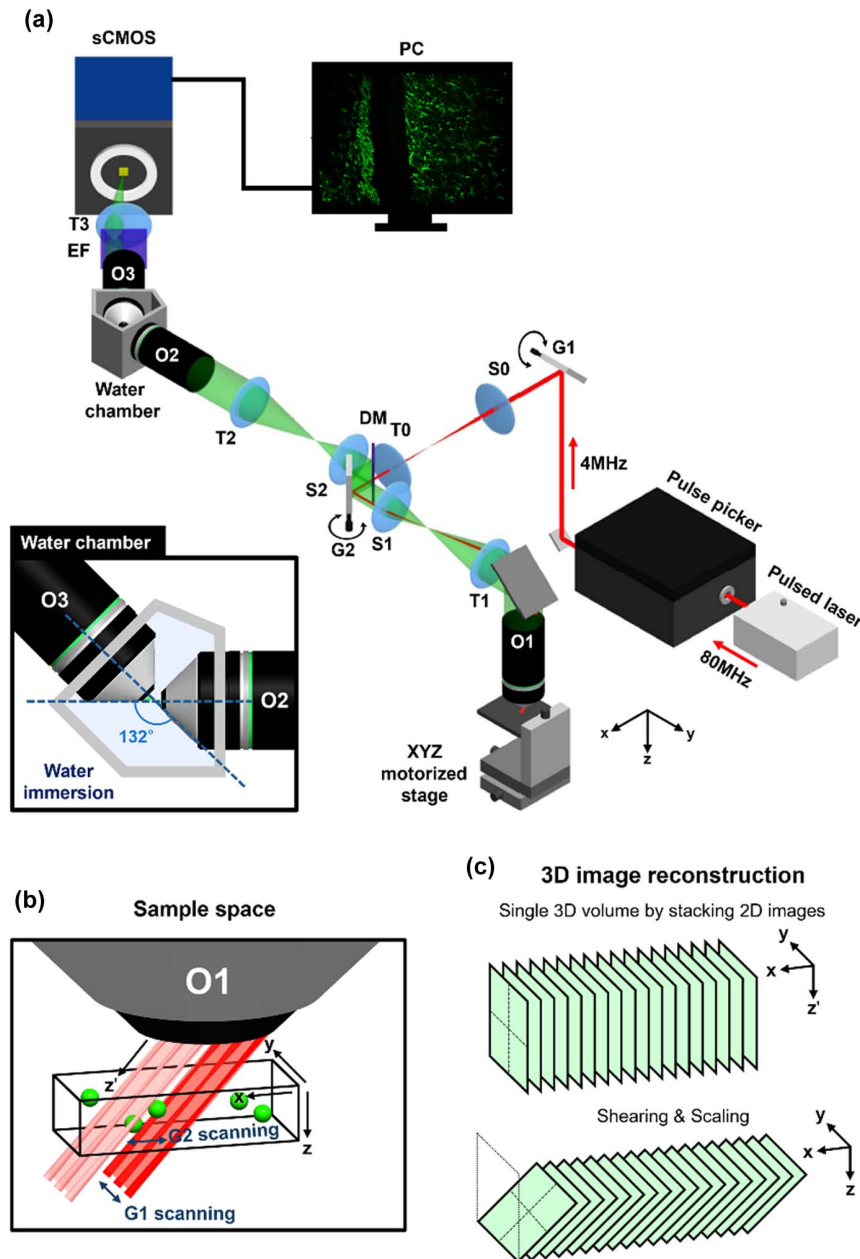 (a)
sCMOS
PC
T3
EF
O3
O2
Water
chamber
T2
DM
T0
S0
G1
S2
G2
S1
T1
O1
4MHz
Pulse picker
Pulsed laser
80MHz
XYZ
motorized
stage
x
y
z
Water chamber
O3
O2
132°
Water
immersion
(b)
Sample space
O1
y
z'
x
z
G2 scanning
G1 scanning
(c)
3D image reconstruction
Single 3D volume by stacking 2D images
y
x
z'
Shearing & Scaling
y
x
z